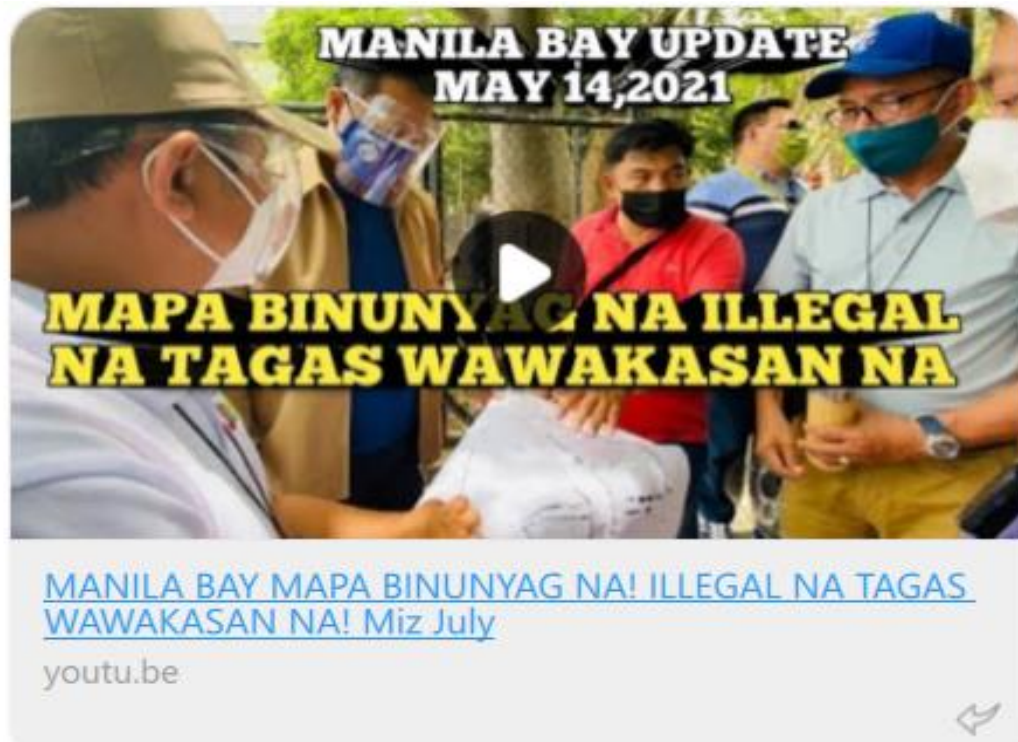 MANILA BAY UPDATE
MAY 14,2021
MAPA BINUNYAG NA ILLEGAL
NA TAGAS WAWAKASAN NA
MANILA BAY MAPA BINUNYAG NA! ILLEGAL NA TAGAS
WAWAKASAN NA! Miz July
youtu.be